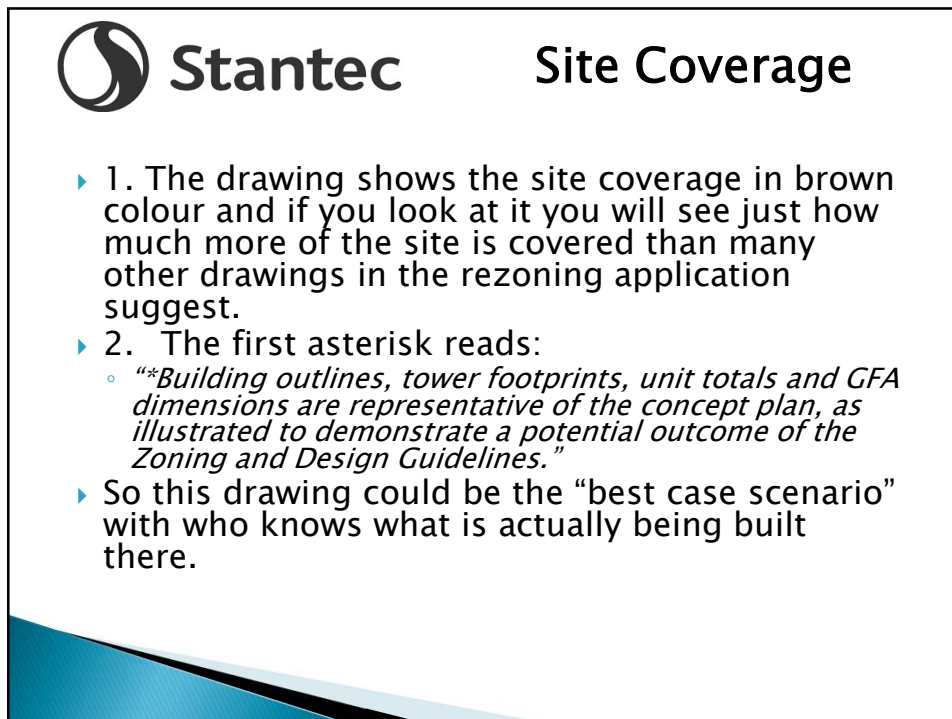 Stantec
Site Coverage
1. The drawing shows the site coverage in brown
colour and if you look at it you will see just how
much more of the site is covered than many
other drawings in the rezoning application
suggest.
2. The first asterisk reads:
“*Building outlines, tower footprints, unit totals and GFA
dimensions are representative of the concept plan, as
illustrated to demonstrate a potential outcome of the
Zoning and Design Guidelines.”
So this drawing could be the “best case scenario”
with who knows what is actually being built
there.